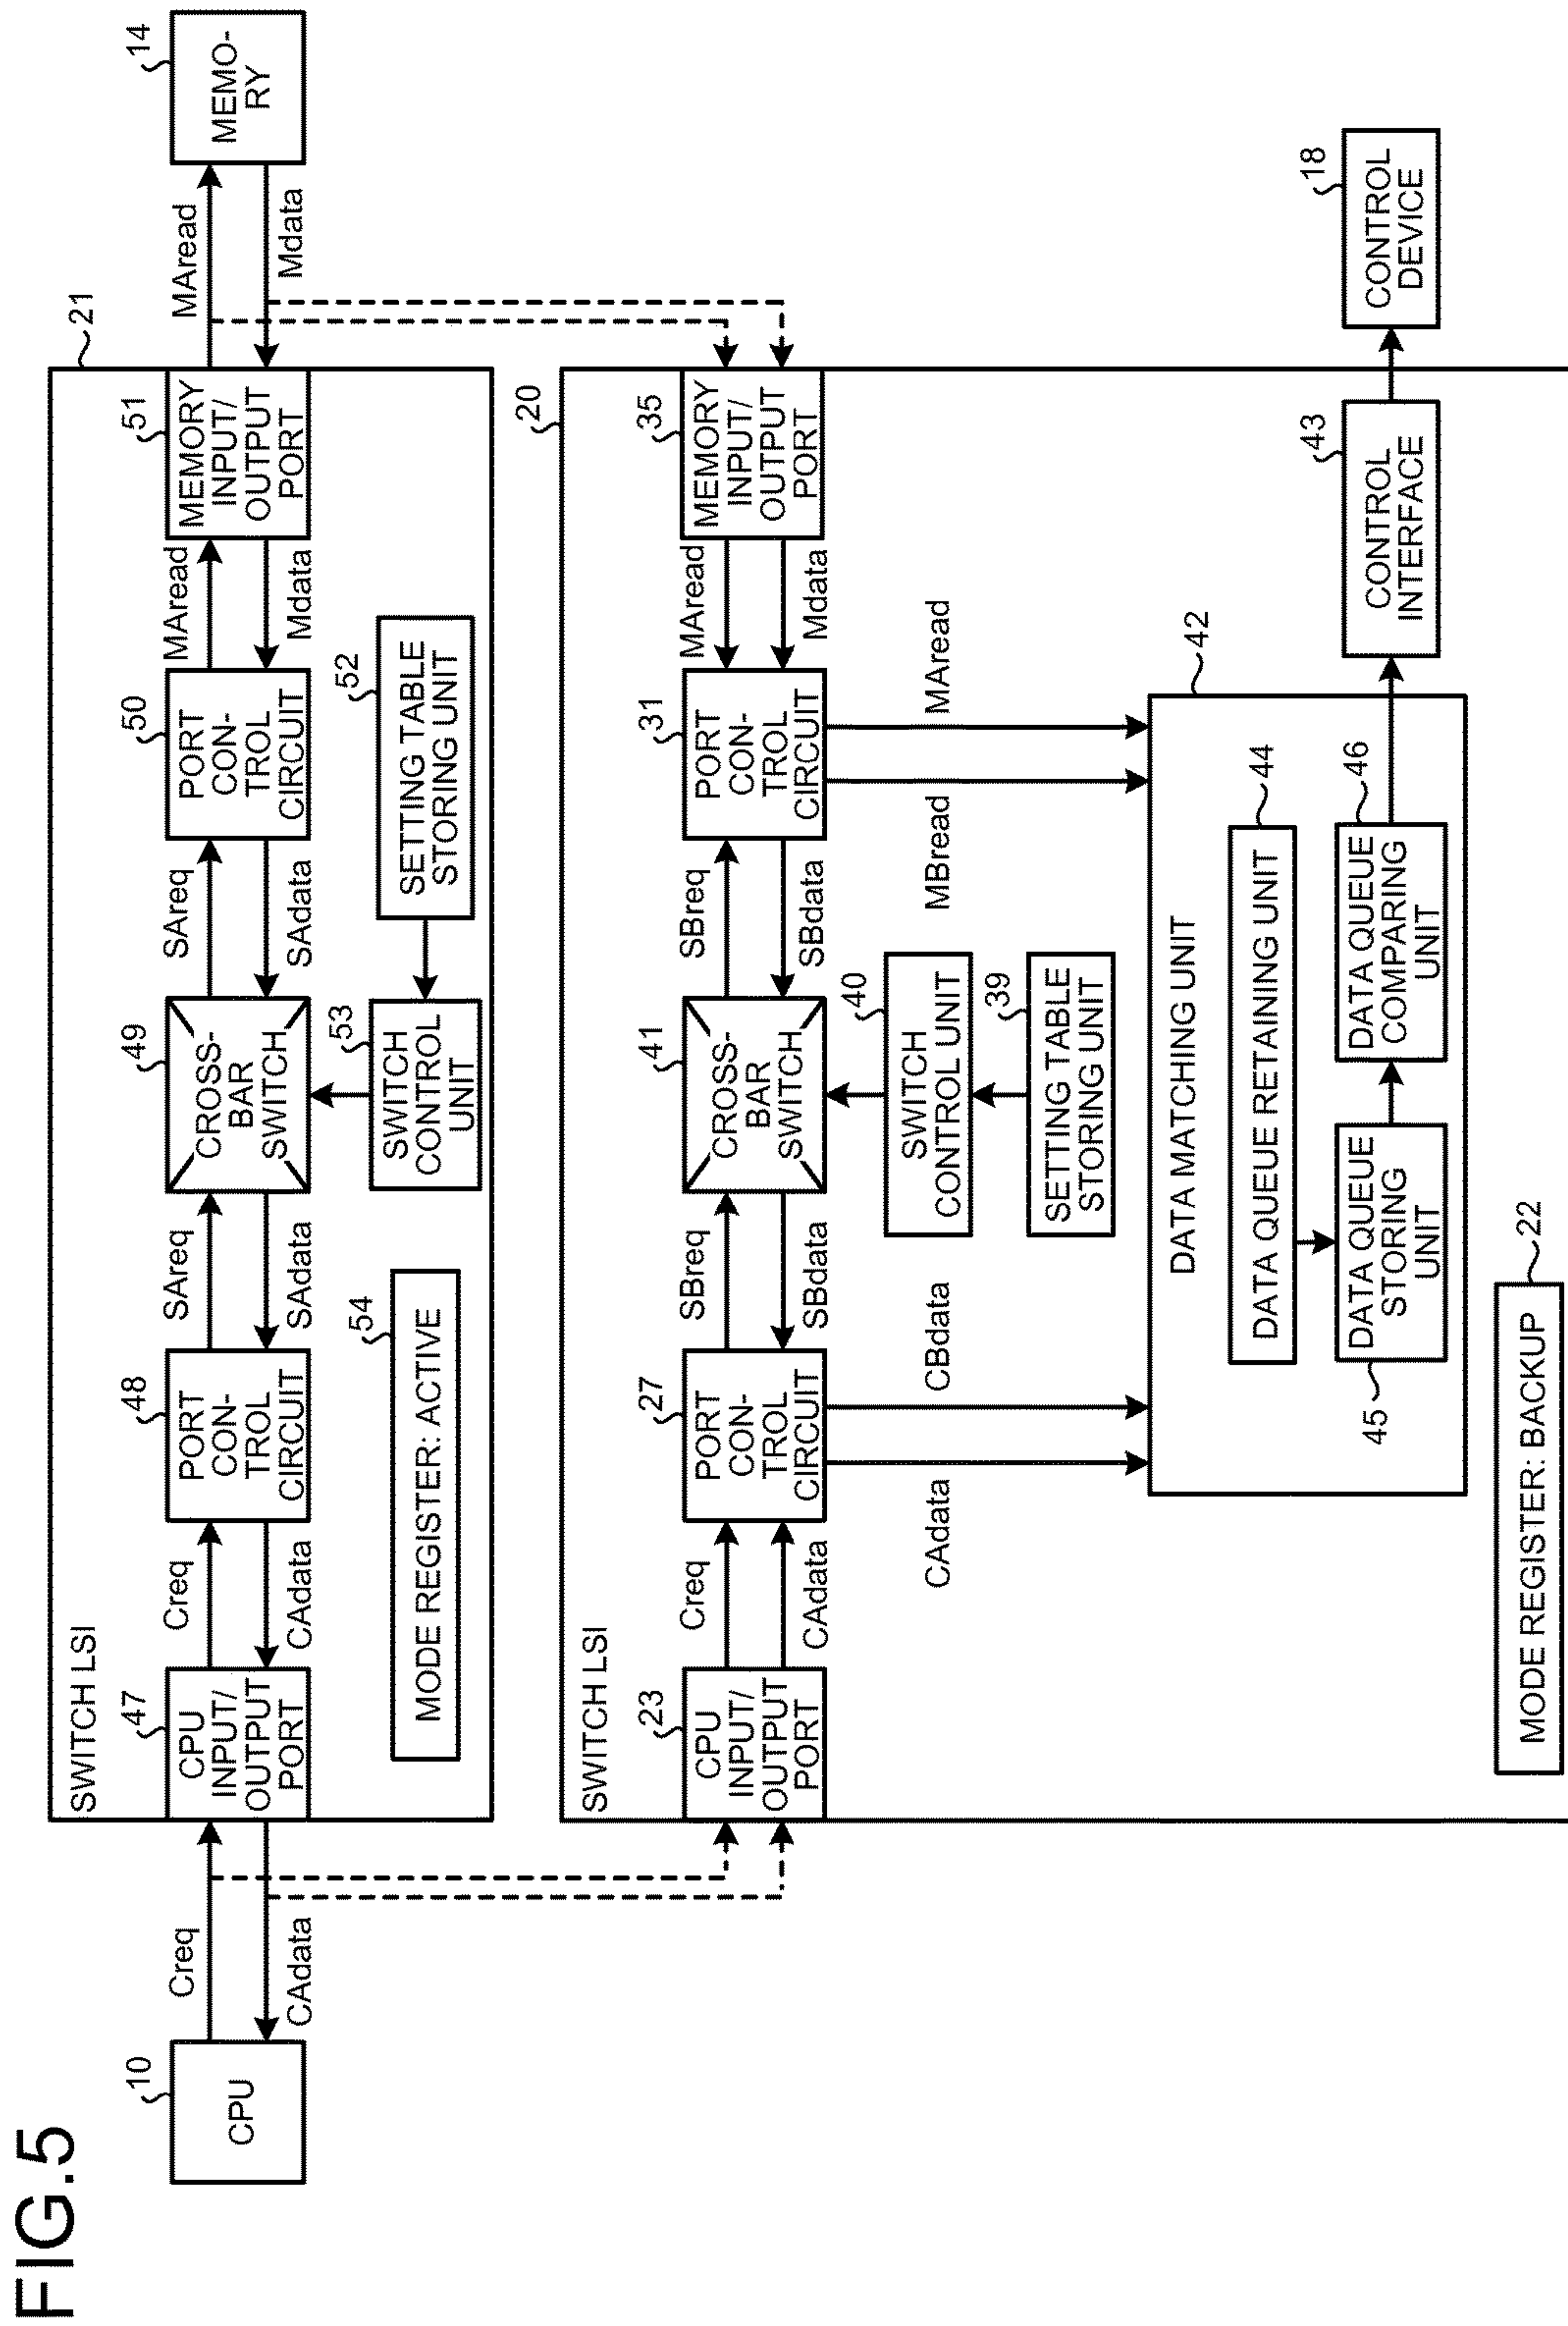 FIG.5
10
CPU
Creq
CAdata
21
SWITCH LSI
47
CPU
INPUT/
OUTPUT
PORT
Creq
CAdata
48
PORT
CON-
TROL
CIRCUIT
SAreq
SAdata
49
CROSS-
BAR
SWITCH
SAreq
SAdata
50
PORT
CON-
TROL
CIRCUIT
MAread
Mdata
51
MEMORY
INPUT/
OUTPUT
PORT
MAread
Mdata
14
MEMO-
RY
54
MODE REGISTER: ACTIVE
53
SWITCH
CONTROL
UNIT
52
SETTING TABLE
STORING UNIT
20
SWITCH LSI
23
CPU
INPUT/
OUTPUT
PORT
Creq
CAdata
27
PORT
CON-
TROL
CIRCUIT
SBreq
SBdata
41
CROSS-
BAR
SWITCH
SBreq
SBdata
31
PORT
CON-
TROL
CIRCUIT
MAread
Mdata
35
MEMORY
INPUT/
OUTPUT
PORT
40
SWITCH
CONTROL UNIT
39
SETTING TABLE
STORING UNIT
CAdata
CBdata
MBread
MAread
42
DATA MATCHING UNIT
44
DATA QUEUE RETAINING UNIT
45
DATA QUEUE
STORING
UNIT
46
DATA QUEUE
COMPARING
UNIT
43
CONTROL
INTERFACE
18
CONTROL
DEVICE
22
MODE REGISTER: BACKUP